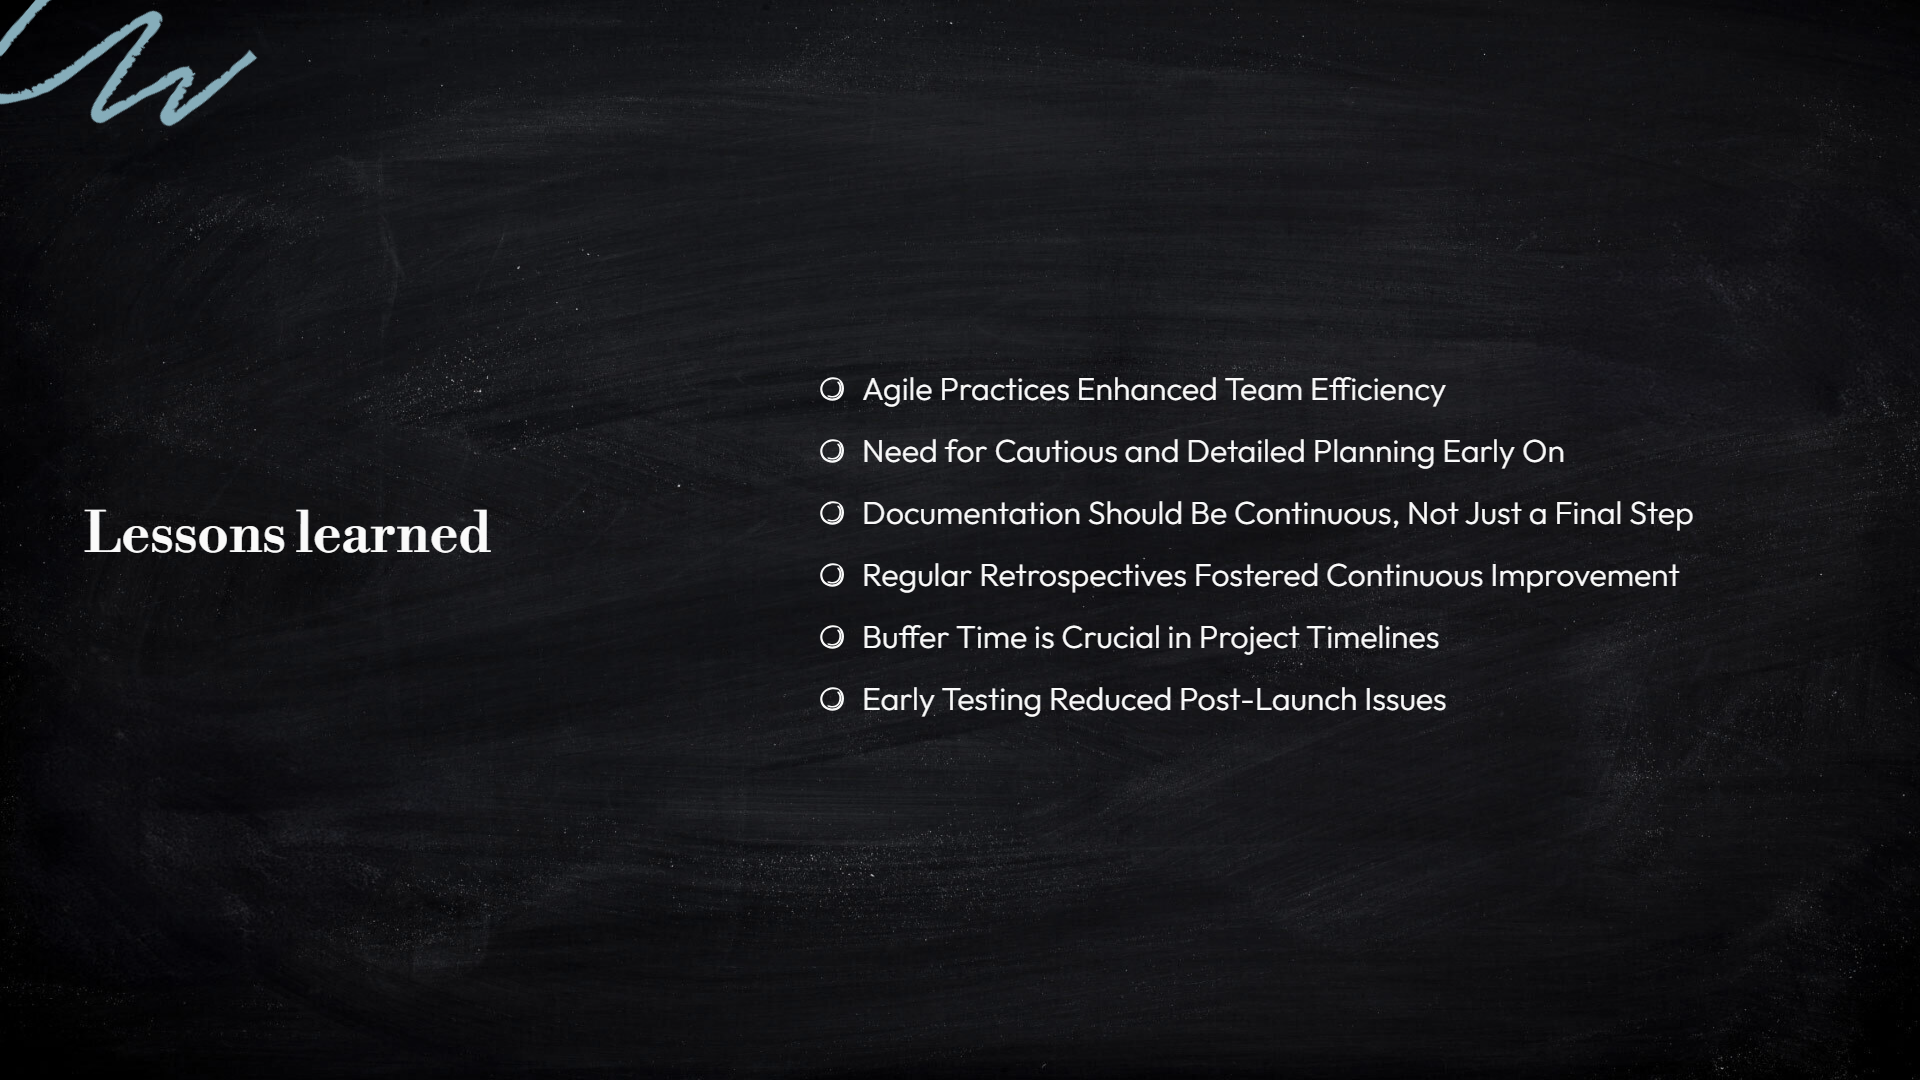 Lessons learned
Agile Practices Enhanced Team Efficiency
Need for Cautious and Detailed Planning Early On
Documentation Should Be Continuous, Not Just a Final Step
Regular Retrospectives Fostered Continuous Improvement
Buffer Time is Crucial in Project Timelines
Early Testing Reduced Post-Launch Issues